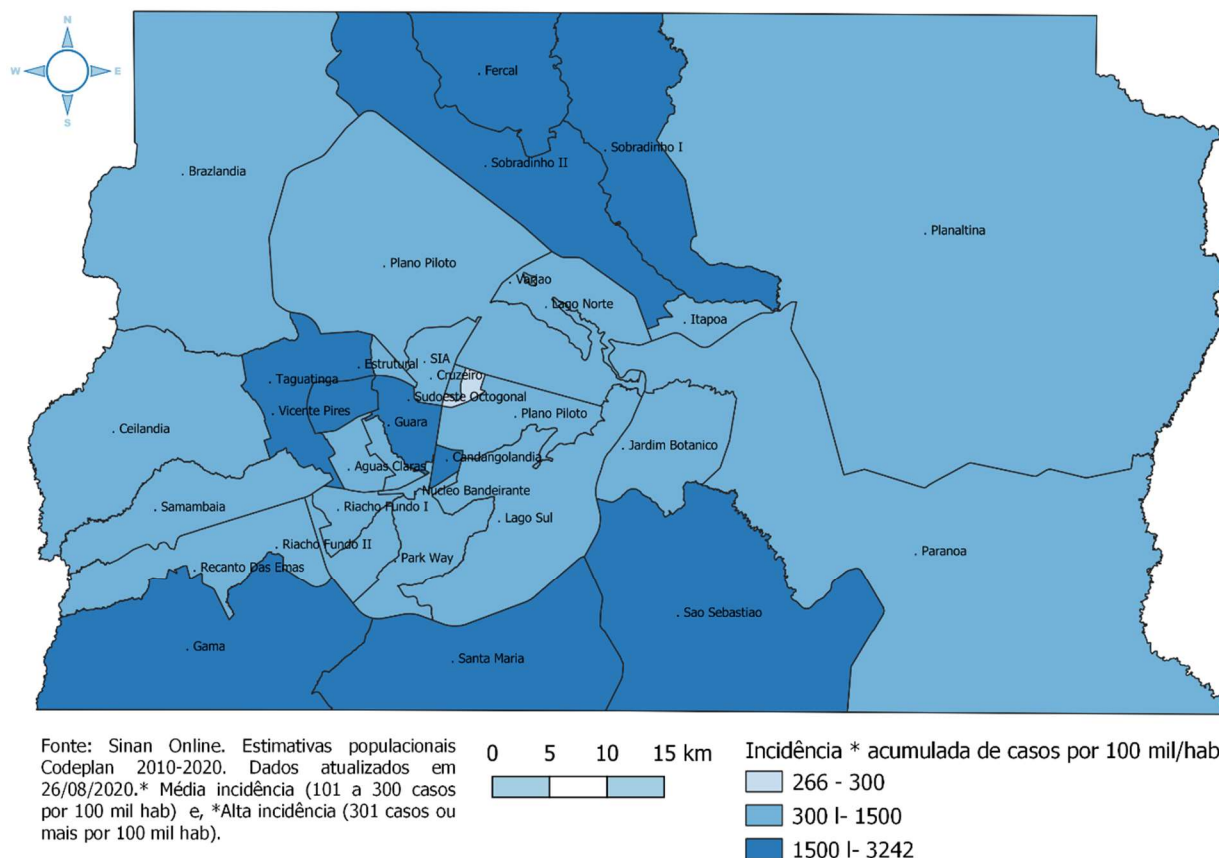 N
W E
S
. Fercal
. Sobradinho I
. Sobradinho II
. Brazlandia
. Planaltina
. Plano Piloto
. Varjao
. Lago Norte
. Itapoa
. SIA
. Estrutural
. Cruzeiro
. Taguatinga
. Sudoeste Octogonal
. Vicente Pires
. Plano Piloto
. Guara
. Ceilandia
. Jardim Botanico
. Candangolandia
. Aguas Claras
. Nucleo Bandeirante
. Samambaia
. Riacho Fundo I
. Lago Sul
. Riacho Fundo II
. Paranoa
. Park Way
. Recanto Das Emas
. Sao Sebastiao
. Gama
. Santa Maria
Fonte: Sinan Online. Estimativas populacionais
Codeplan 2010-2020. Dados atualizados em
26/08/2020.* Média incidência (101 a 300 casos
por 100 mil hab) e, *Alta incidência (301 casos ou
mais por 100 mil hab).
0 5 10 15 km
Incidência * acumulada de casos por 100 mil/hab
266 - 300
300 l- 1500
1500 l- 3242